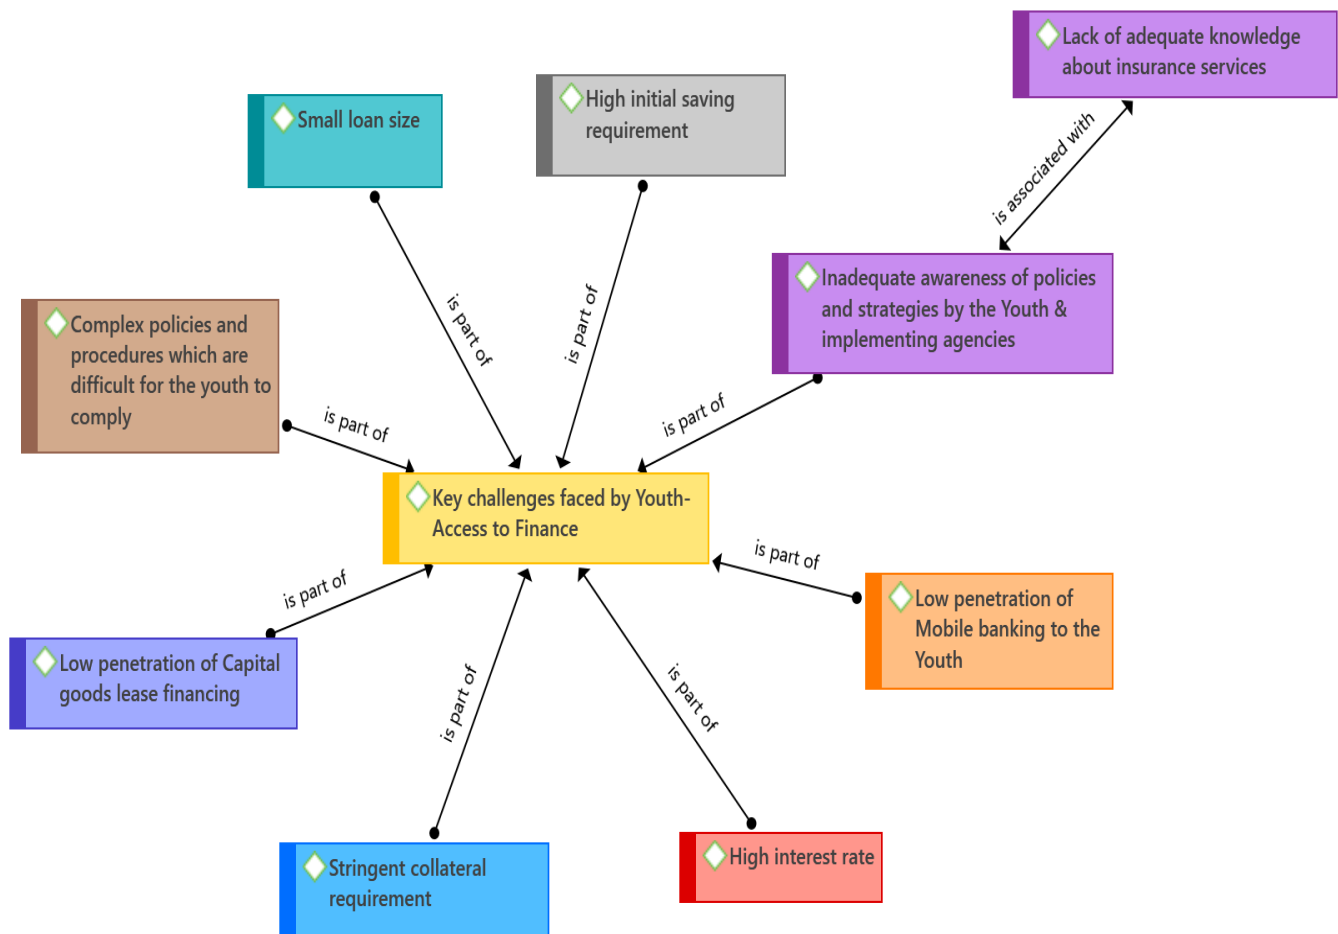 Lack of adequate knowledge
about insurance services
High initial saving
requirement
Small loan size
is associated with
Inadequate awareness of policies
and strategies by the Youth &
implementing agencies
Complex policies and
procedures which are
difficult for the youth to
comply
is part of
is part of
is part of
is part of
Key challenges faced by Youth-
Access to Finance
is part of
is part of
Low penetration of
Mobile banking to the
Youth
Low penetration of Capital
goods lease financing
is part of
is part of
Stringent collateral
requirement
High interest rate